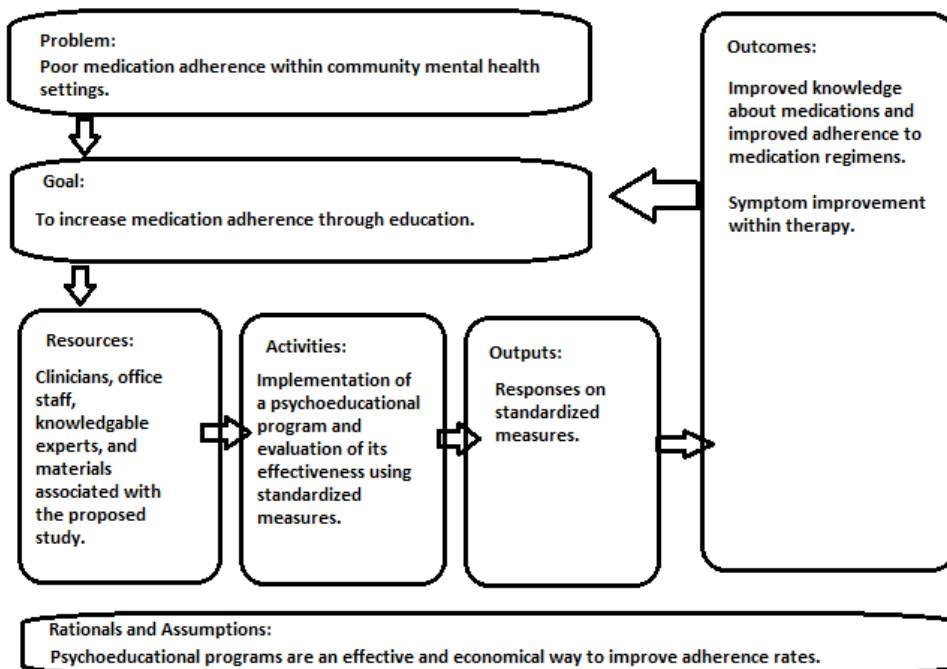 Problem:
Poor medication adherence within community mental health
settings.
Goal:
To increase medication adherence through education.
Resources:
Clinicians, office
staff,
knowledgable
experts, and
materials
associated with
the proposed
study.
Activities:
Implementation of
a psychoeducational
program and
evaluation of its
effectiveness using
standardized
measures.
Outputs:
Responses on
standardized
measures.
Outcomes:
Improved knowledge
about medications and
improved adherence to
medication regimens.
Symptom improvement
within therapy.
Rationals and Assumptions:
Psychoeducational programs are an effective and economical way to improve adherence rates.